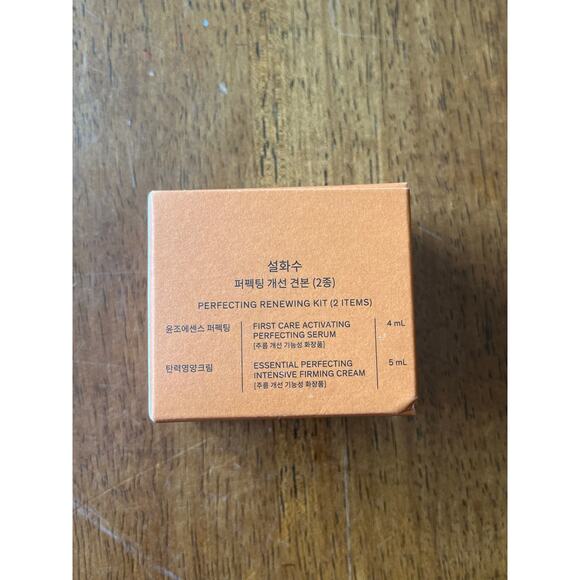 설화수
퍼펙팅 개선 견본 (2종)
PERFECTING RENEWING KIT (2 ITEMS)
윤조에센스 퍼펙팅
FIRST CARE ACTIVATING
PERFECTING SERUM
[주름 개선 기능성 화장품]
4 mL
탄력영양크림
ESSENTIAL PERFECTING
INTENSIVE FIRMING CREAM
[주름 개선 기능성 화장품]
5 mL